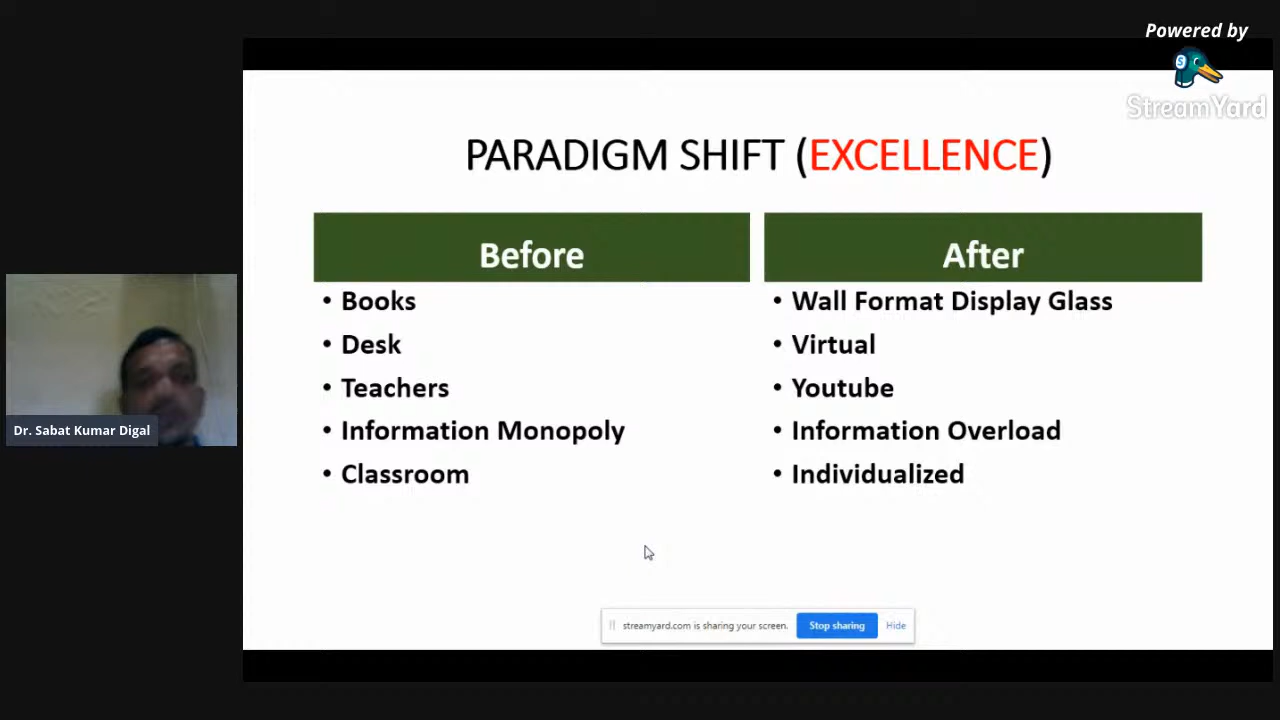 Powered by
StreamYard
PARADIGM SHIFT (EXCELLENCE)
Before
• Books
• Desk
• Teachers
• Information Monopoly
• Classroom
After
• Wall Format Display Glass
• Virtual
• Youtube
• Information Overload
• Individualized
Dr. Sabat Kumar Digal
streamyard.com is sharing your screen. Stop sharing Hide